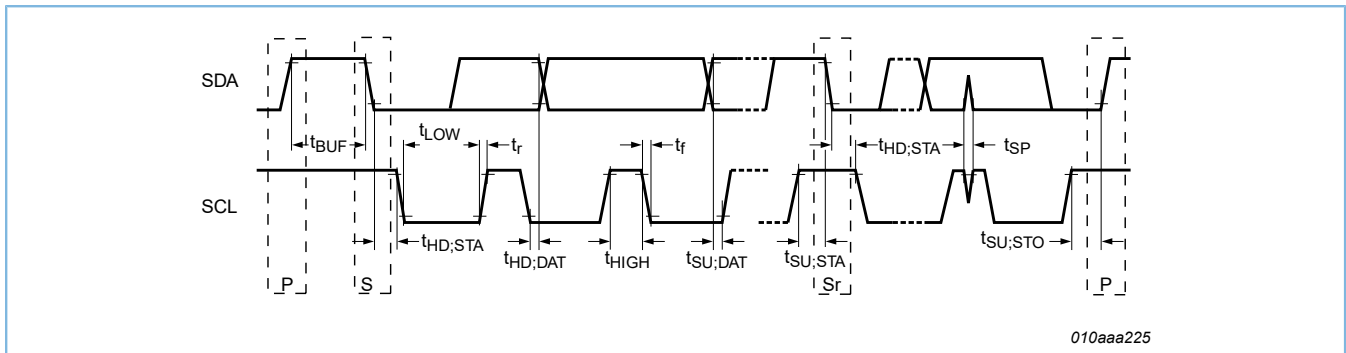 SDA
tBUF
tLOW
tr
tf
tHD;STA
tSP
SCL
tHD;STA
tHD;DAT
tHIGH
tSU;DAT
tSU;STA
tSU;STO
P
S
Sr
P
010aaa225